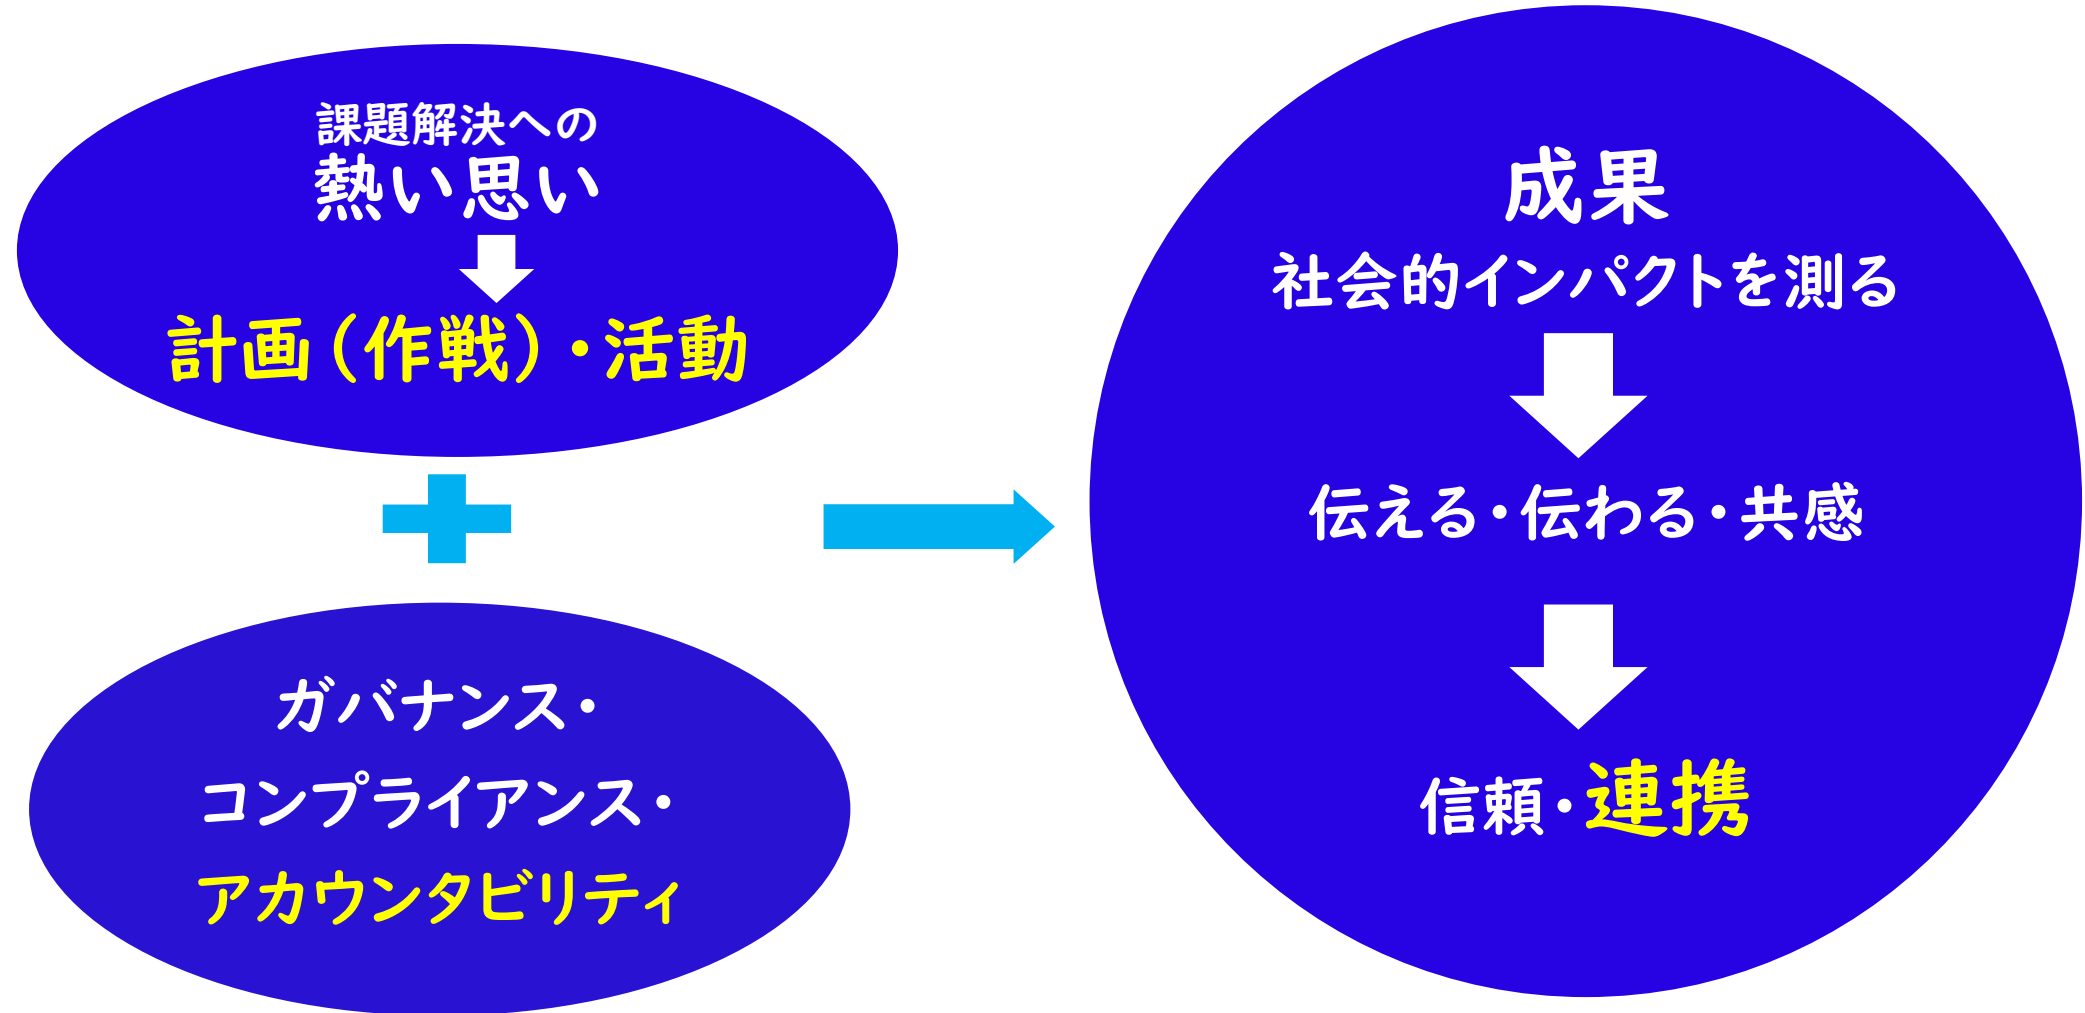 課題解決への
熱い思い
計画(作戦)・活動
ガバナンス・
コンプライアンス・
アカウンタビリティ
成果
社会的インパクトを測る
伝える・伝わる・共感
信頼・連携